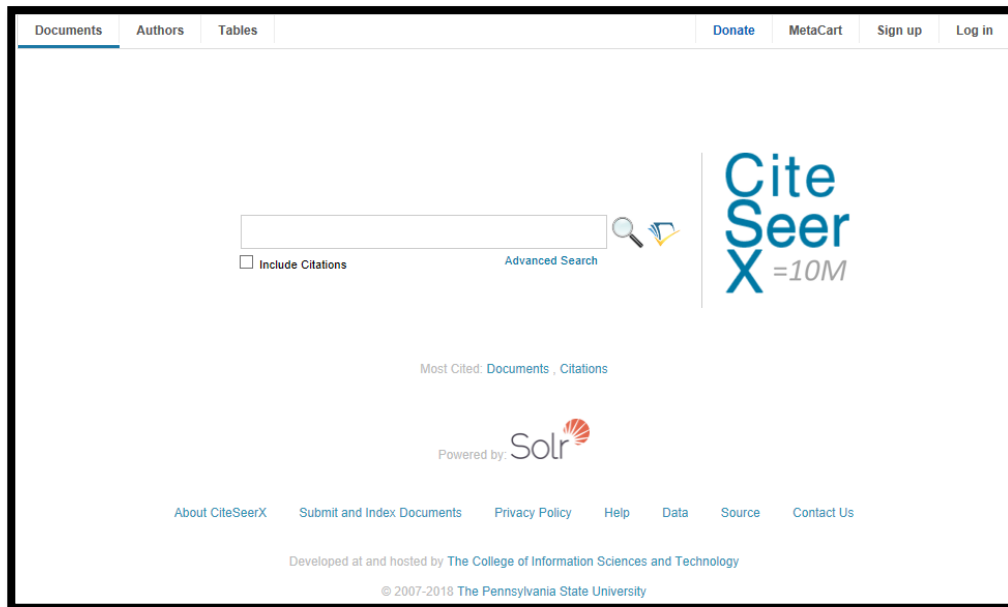 Documents Authors Tables Donate MetaCart Sign up Log in
Cite
Seer
X =10M
Include Citations Advanced Search
Most Cited: Documents , Citations
Powered by: Solr
About CiteSeerX Submit and Index Documents Privacy Policy Help Data Source Contact Us
Developed at and hosted by The College of Information Sciences and Technology
© 2007-2018 The Pennsylvania State University